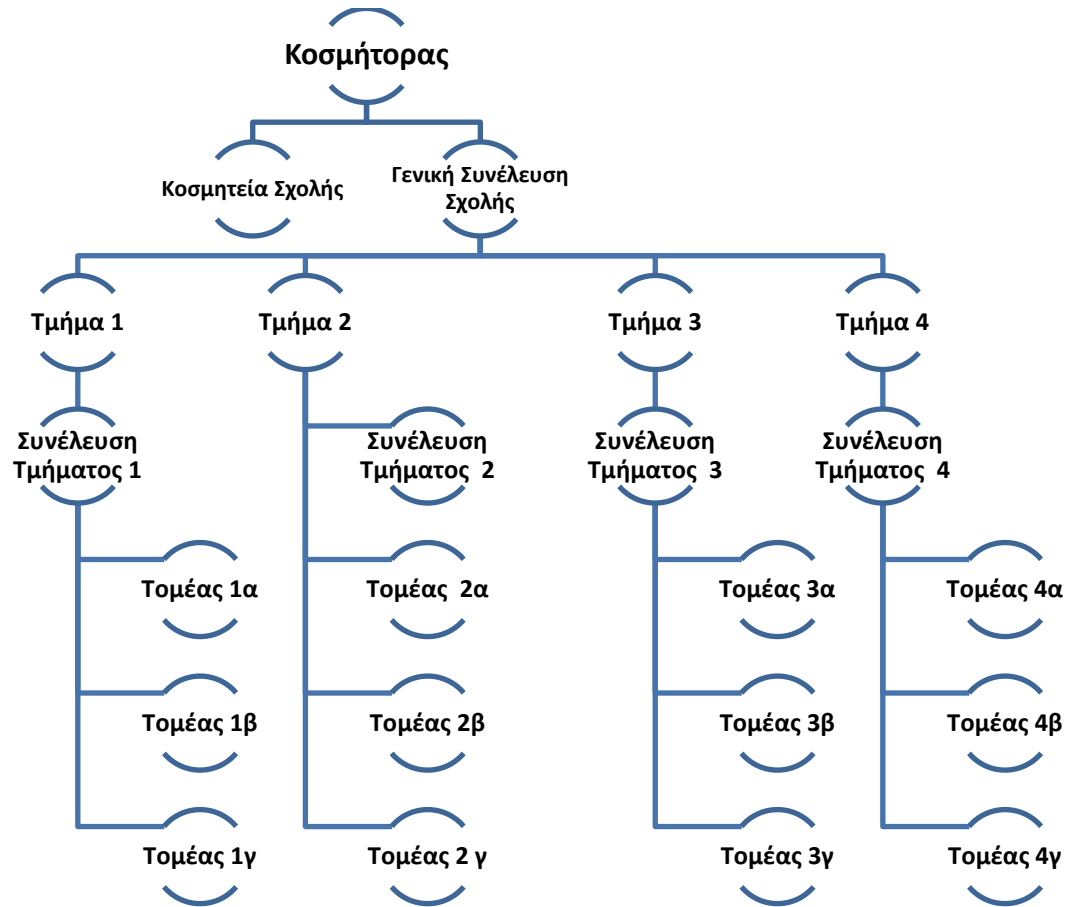 Κοσμήτορας
Κοσμητεία Σχολής
Γενική Συνέλευση
Σχολής
Τμήμα 1
Τμήμα 2
Τμήμα 3
Τμήμα 4
Συνέλευση
Τμήματος 1
Συνέλευση
Τμήματος  2
Συνέλευση
Τμήματος  3
Συνέλευση
Τμήματος  4
Τομέας 1α
Τομέας  2α
Τομέας 3α
Τομέας 4α
Τομέας 1β
Τομέας 2β
Τομέας 3β
Τομέας 4β
Τομέας 1γ
Τομέας 2 γ
Τομέας 3γ
Τομέας 4γ